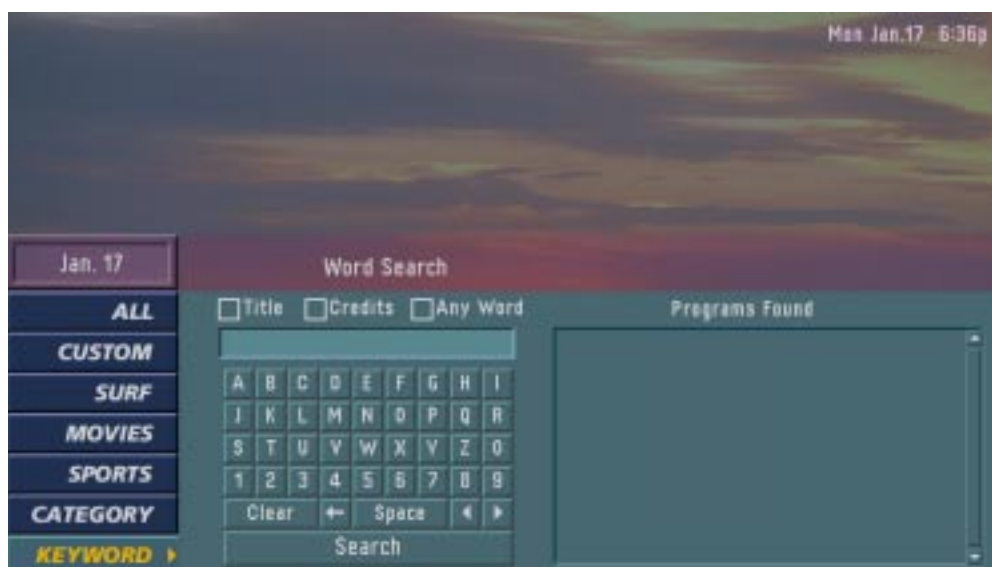 Mon Jan.17 6:36p
Jan. 17
Word Search
ALL
CUSTOM
SURF
MOVIES
SPORTS
CATEGORY
KEYWORD
Title Credits Any Word
A B C D E F G H I
J K L M N O P Q R
S T U V W X Y Z 0
1 2 3 4 5 6 7 8 9
Clear ← Space
Search
Programs Found